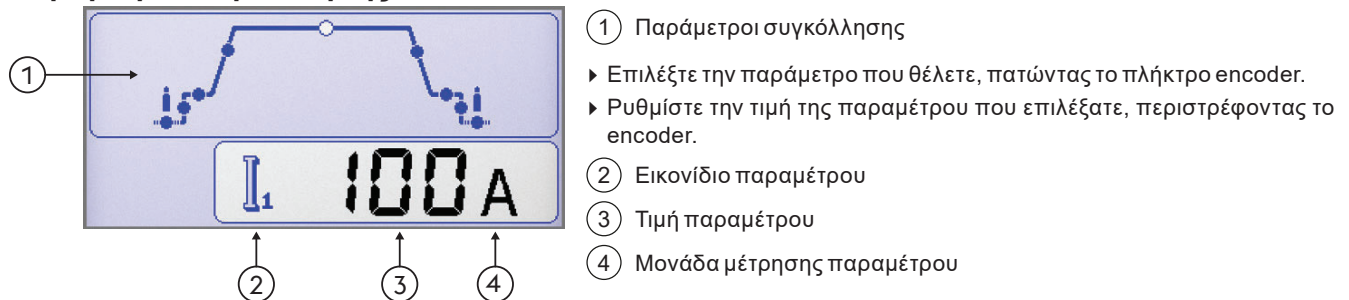 1 Παράμετροι συγκόλλησης
▸ Επιλέξτε την παράμετρο που θέλετε, πατώντας το πλήκτρο encoder.
▸ Ρυθμίστε την τιμή της παραμέτρου που επιλέξατε, περιστρέφοντας το
encoder.
2 Εικονίδιο παραμέτρου
3 Τιμή παραμέτρου
4 Μονάδα μέτρησης παραμέτρου
1
I1 100 A
2 3 4